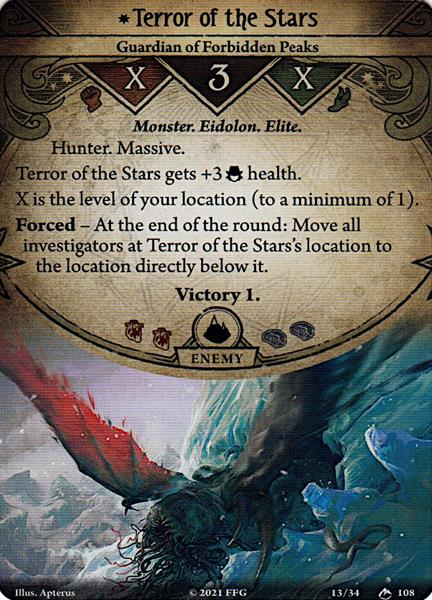 Terror of the Stars
Guardian of Forbidden Peaks
X 3 X
Monster. Eidolon. Elite.
Hunter. Massive.
Terror of the Stars gets +3 health.
X is the level of your location (to a minimum of 1).
Forced – At the end of the round: Move all
investigators at Terror of the Stars's location to
the location directly below it.
Victory 1.
ENEMY
Illus. Apterus © 2021 FFG 13/34 108